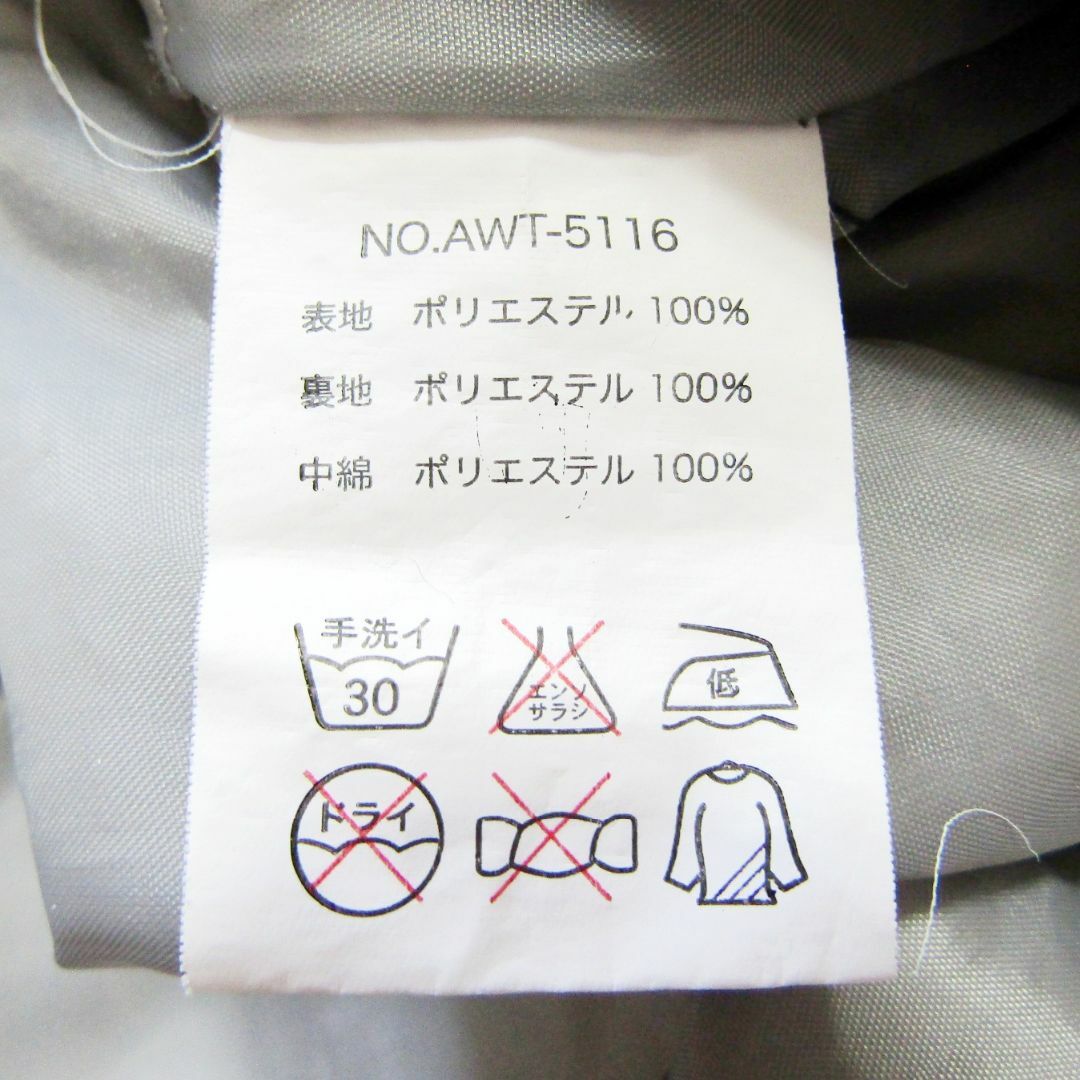 NO.AWT-5116
表地 ポリエステル 100%
裏地 ポリエステル 100%
中綿 ポリエステル 100%
手洗イ
30
エンソ
サラシ
低
ドライ